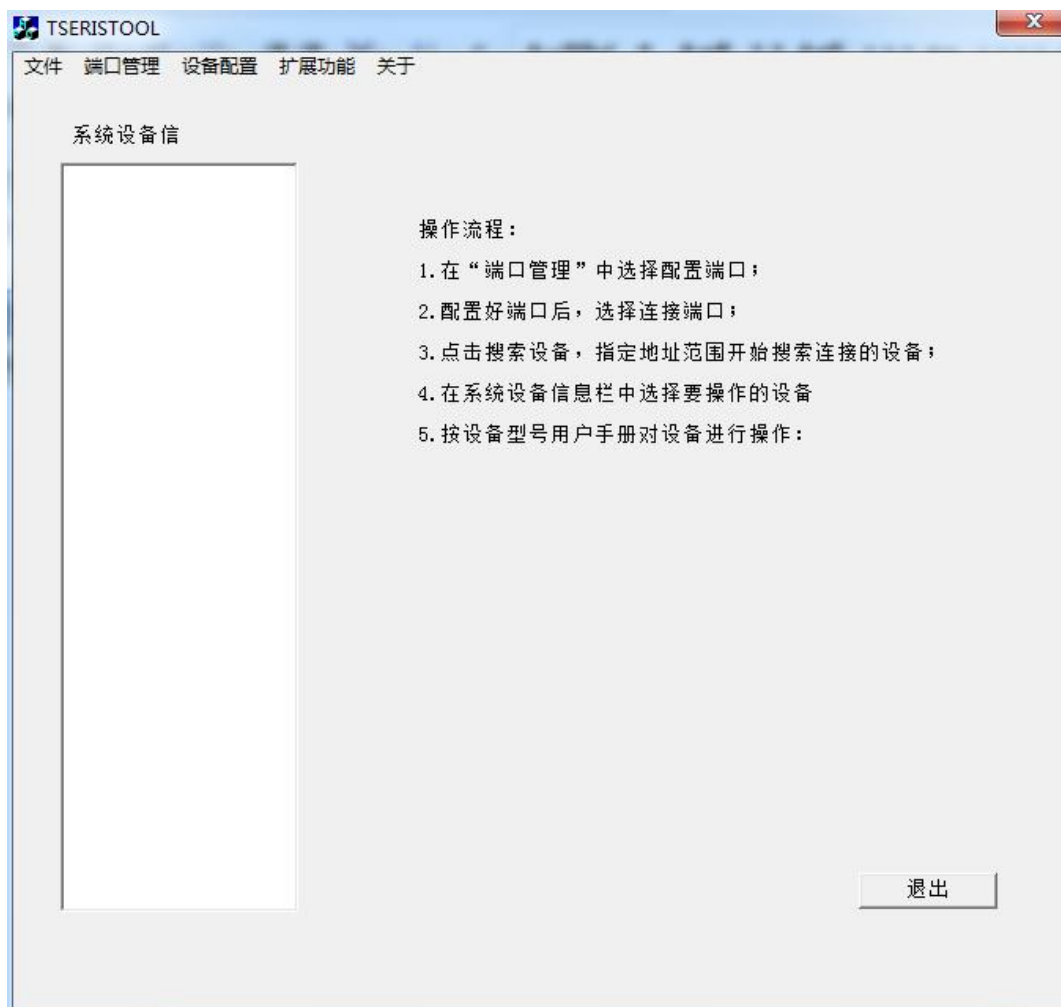 TSERISTOOL
文件 端口管理 设备配置 扩展功能 关于
系统设备信
操作流程：
1.在“端口管理”中选择配置端口；
2.配置好端口后，选择连接端口；
3.点击搜索设备，指定地址范围开始搜索连接的设备；
4.在系统设备信息栏中选择要操作的设备
5.按设备型号用户手册对设备进行操作：
退出